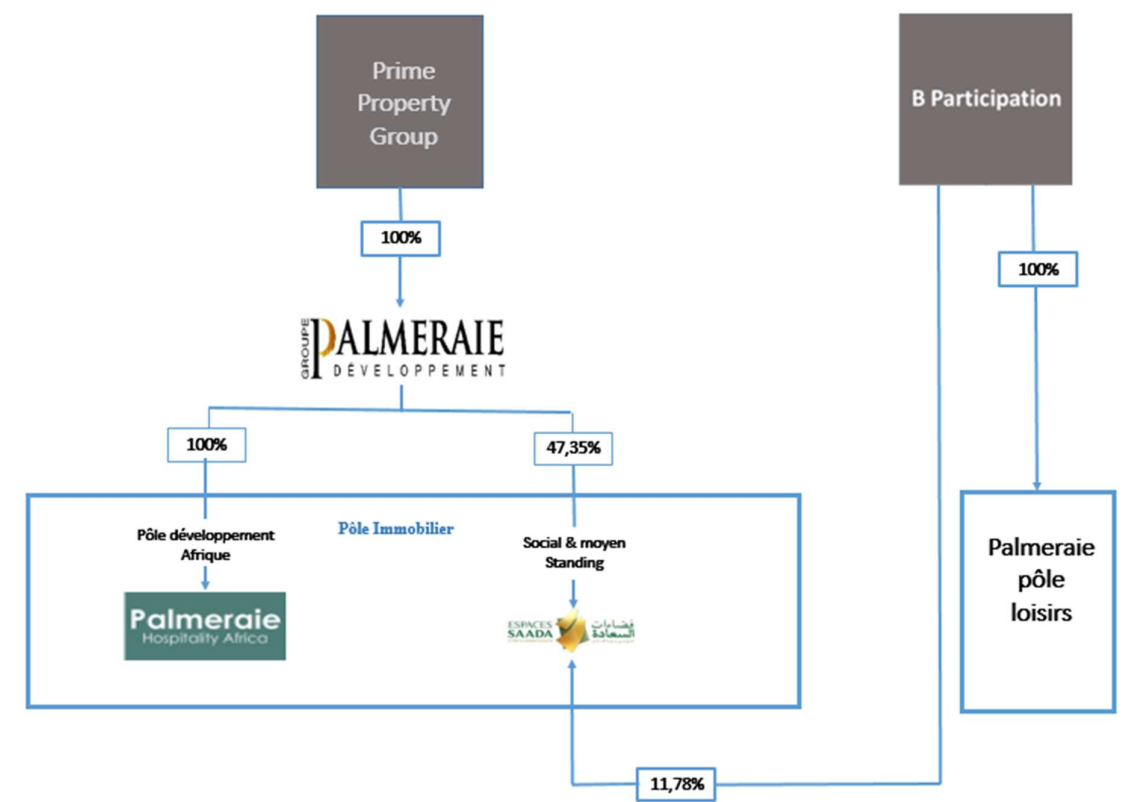 Prime
Property
Group
B Participation
100%
100%
GROUPE
PALMERAIE
DÉVELOPPEMENT
100%
47,35%
Pôle Immobilier
Pôle développement
Afrique
Social & moyen
Standing
Palmeraie
Hospitality Africa
ESPACES
SAADA
فضاءات
السعادة
Palmeraie
pôle
loisirs
11,78%